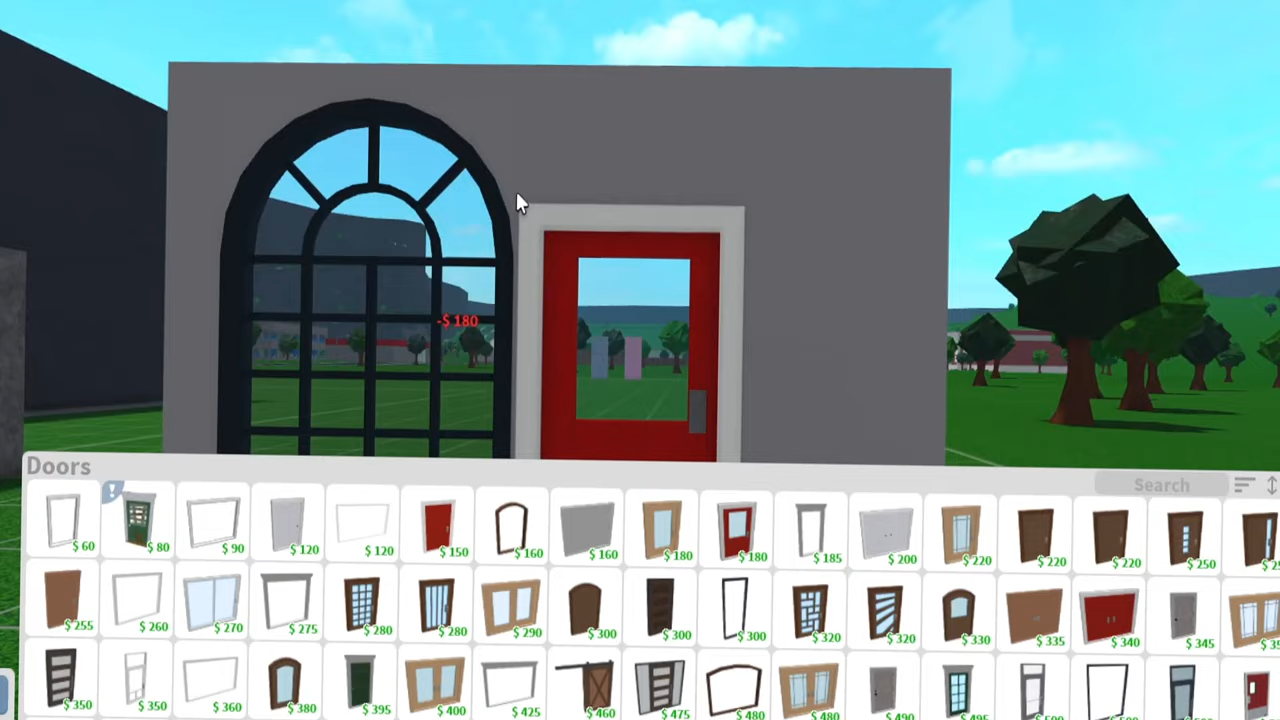 -$ 180
Doors
Search
$ 60 $ 80 $ 90 $ 120 $ 120 $ 150 $ 160 $ 160 $ 180 $ 180 $ 185 $ 200 $ 220 $ 220 $ 220 $ 250
$ 255 $ 260 $ 270 $ 275 $ 280 $ 280 $ 290 $ 300 $ 300 $ 300 $ 320 $ 320 $ 330 $ 335 $ 340 $ 345
$ 350 $ 350 $ 360 $ 380 $ 395 $ 400 $ 425 $ 460 $ 475 $ 480 $ 480 $ 490 $ 495